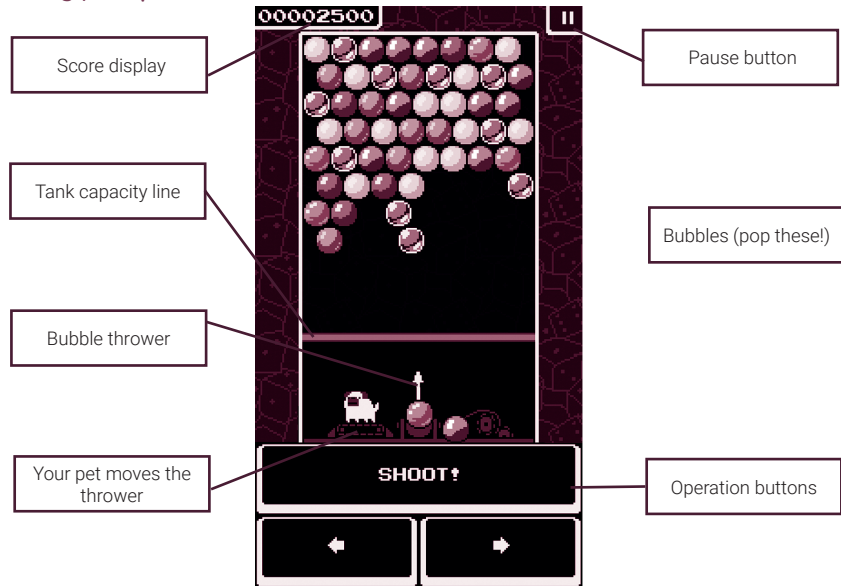 00002500
Score display
Pause button
Tank capacity line
Bubbles (pop these!)
Bubble thrower
Your pet moves the
thrower
SHOOT!
Operation buttons